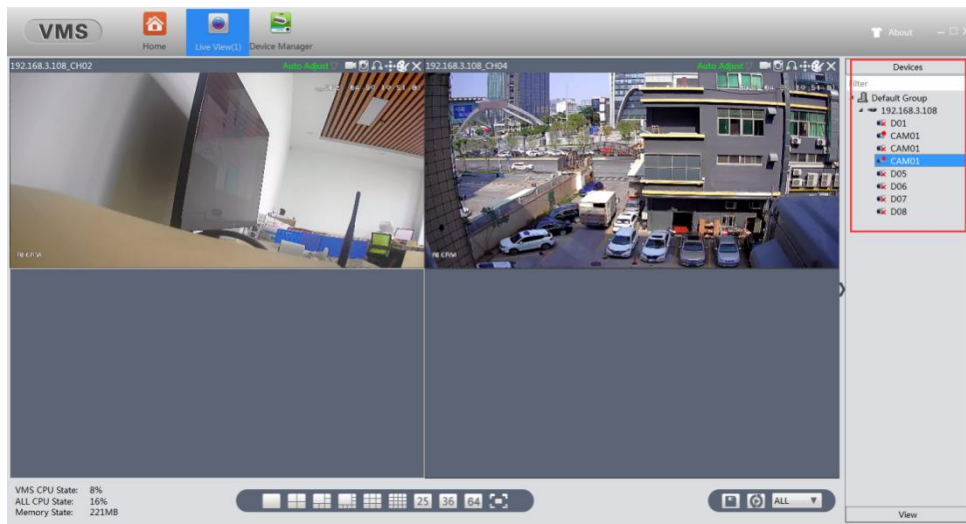 VMS
Home
Live View(1)
Device Manager
About
192.168.3.108_CH02
Auto Adjust
192.168.3.108_CH04
Auto Adjust
Devices
Filter
Default Group
192.168.3.108
D01
CAM01
CAM01
CAM01
D05
D06
D07
D08
VMS CPU State: 8%
ALL CPU State: 16%
Memory State: 221MB
25 36 64
ALL
View